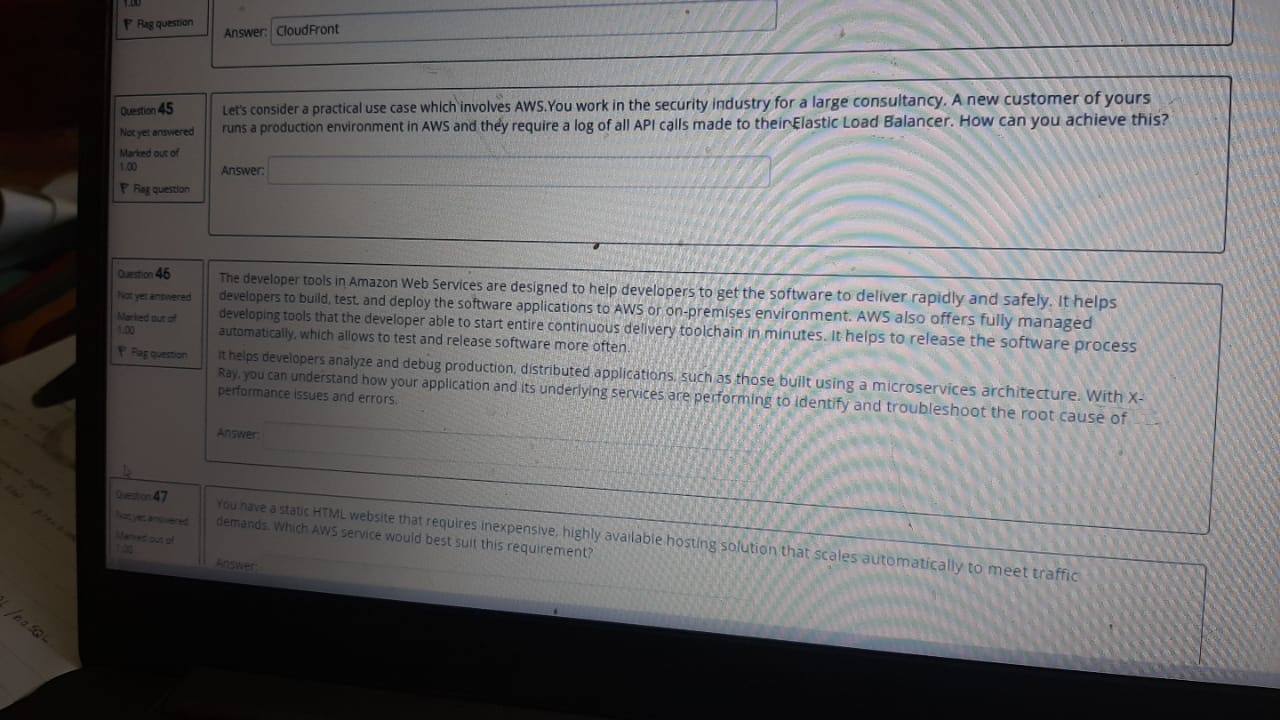 1.00
Flag question
Answer: CloudFront
Question 45
Not yet answered
Marked out of
1.00
Flag question
Let's consider a practical use case which involves AWS.You work in the security industry for a large consultancy. A new customer of yours
runs a production environment in AWS and they require a log of all API calls made to their Elastic Load Balancer. How can you achieve this?
Answer:
Question 46
Not yet answered
Marked out of
1.00
Flag question
The developer tools in Amazon Web Services are designed to help developers to get the software to deliver rapidly and safely. It helps
developers to build, test, and deploy the software applications to AWS or on-premises environment. AWS also offers fully managed
developing tools that the developer able to start entire continuous delivery toolchain in minutes. It helps to release the software process
automatically, which allows to test and release software more often.
It helps developers analyze and debug production, distributed applications, such as those built using a microservices architecture. With X-
Ray, you can understand how your application and its underlying services are performing to identify and troubleshoot the root cause of
performance issues and errors.
Answer:
Question 47
Not yet answered
Marked out of
1.00
You have a static HTML website that requires inexpensive, highly available hosting solution that scales automatically to meet traffic
demands. Which AWS service would best suit this requirement?
Answer: